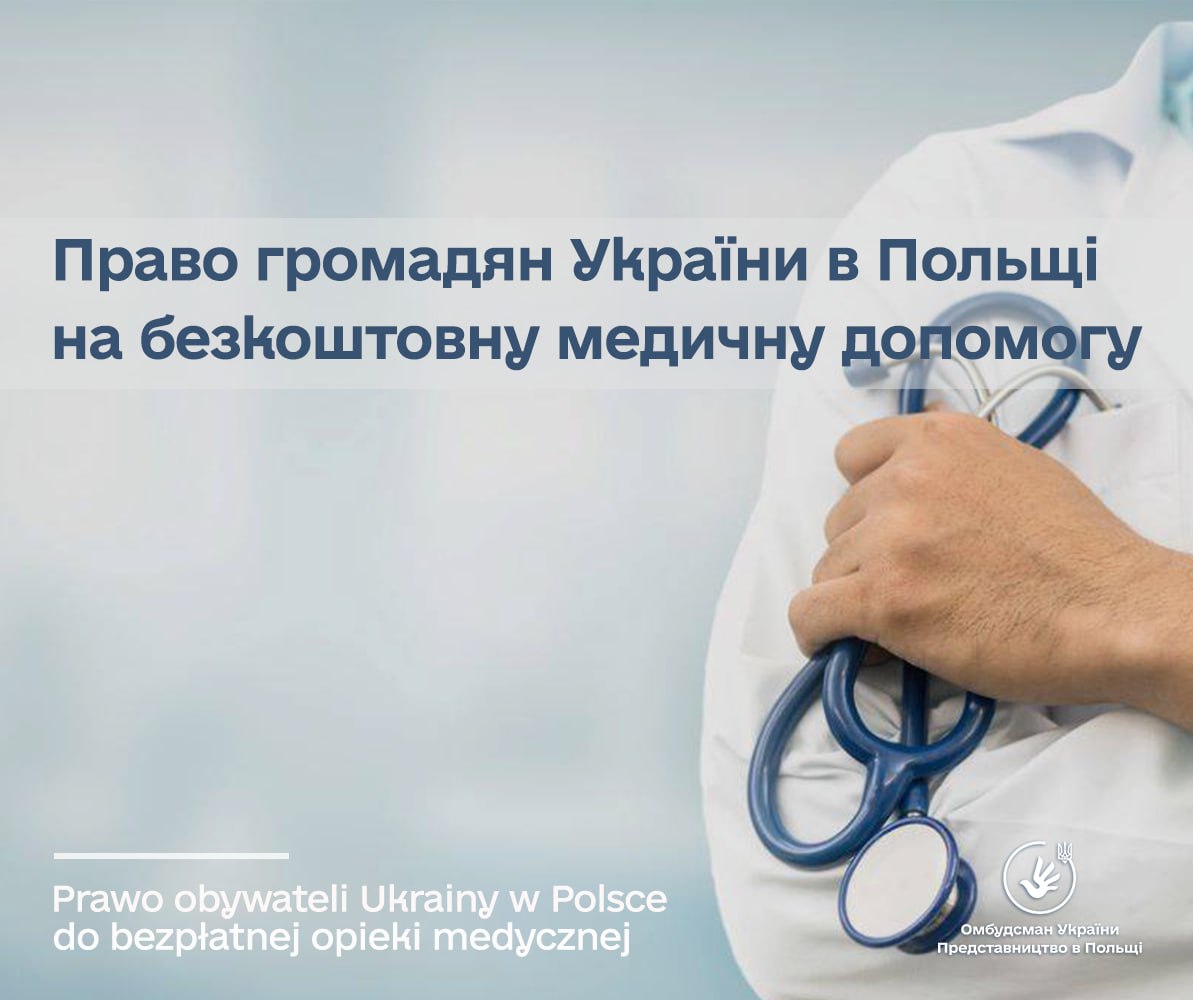 Право громадян України в Польщі
на безкоштовну медичну допомогу
Prawo obywateli Ukrainy w Polsce
do bezpłatnej opieki medycznej
Омбудсман України
Представництво в Польщі